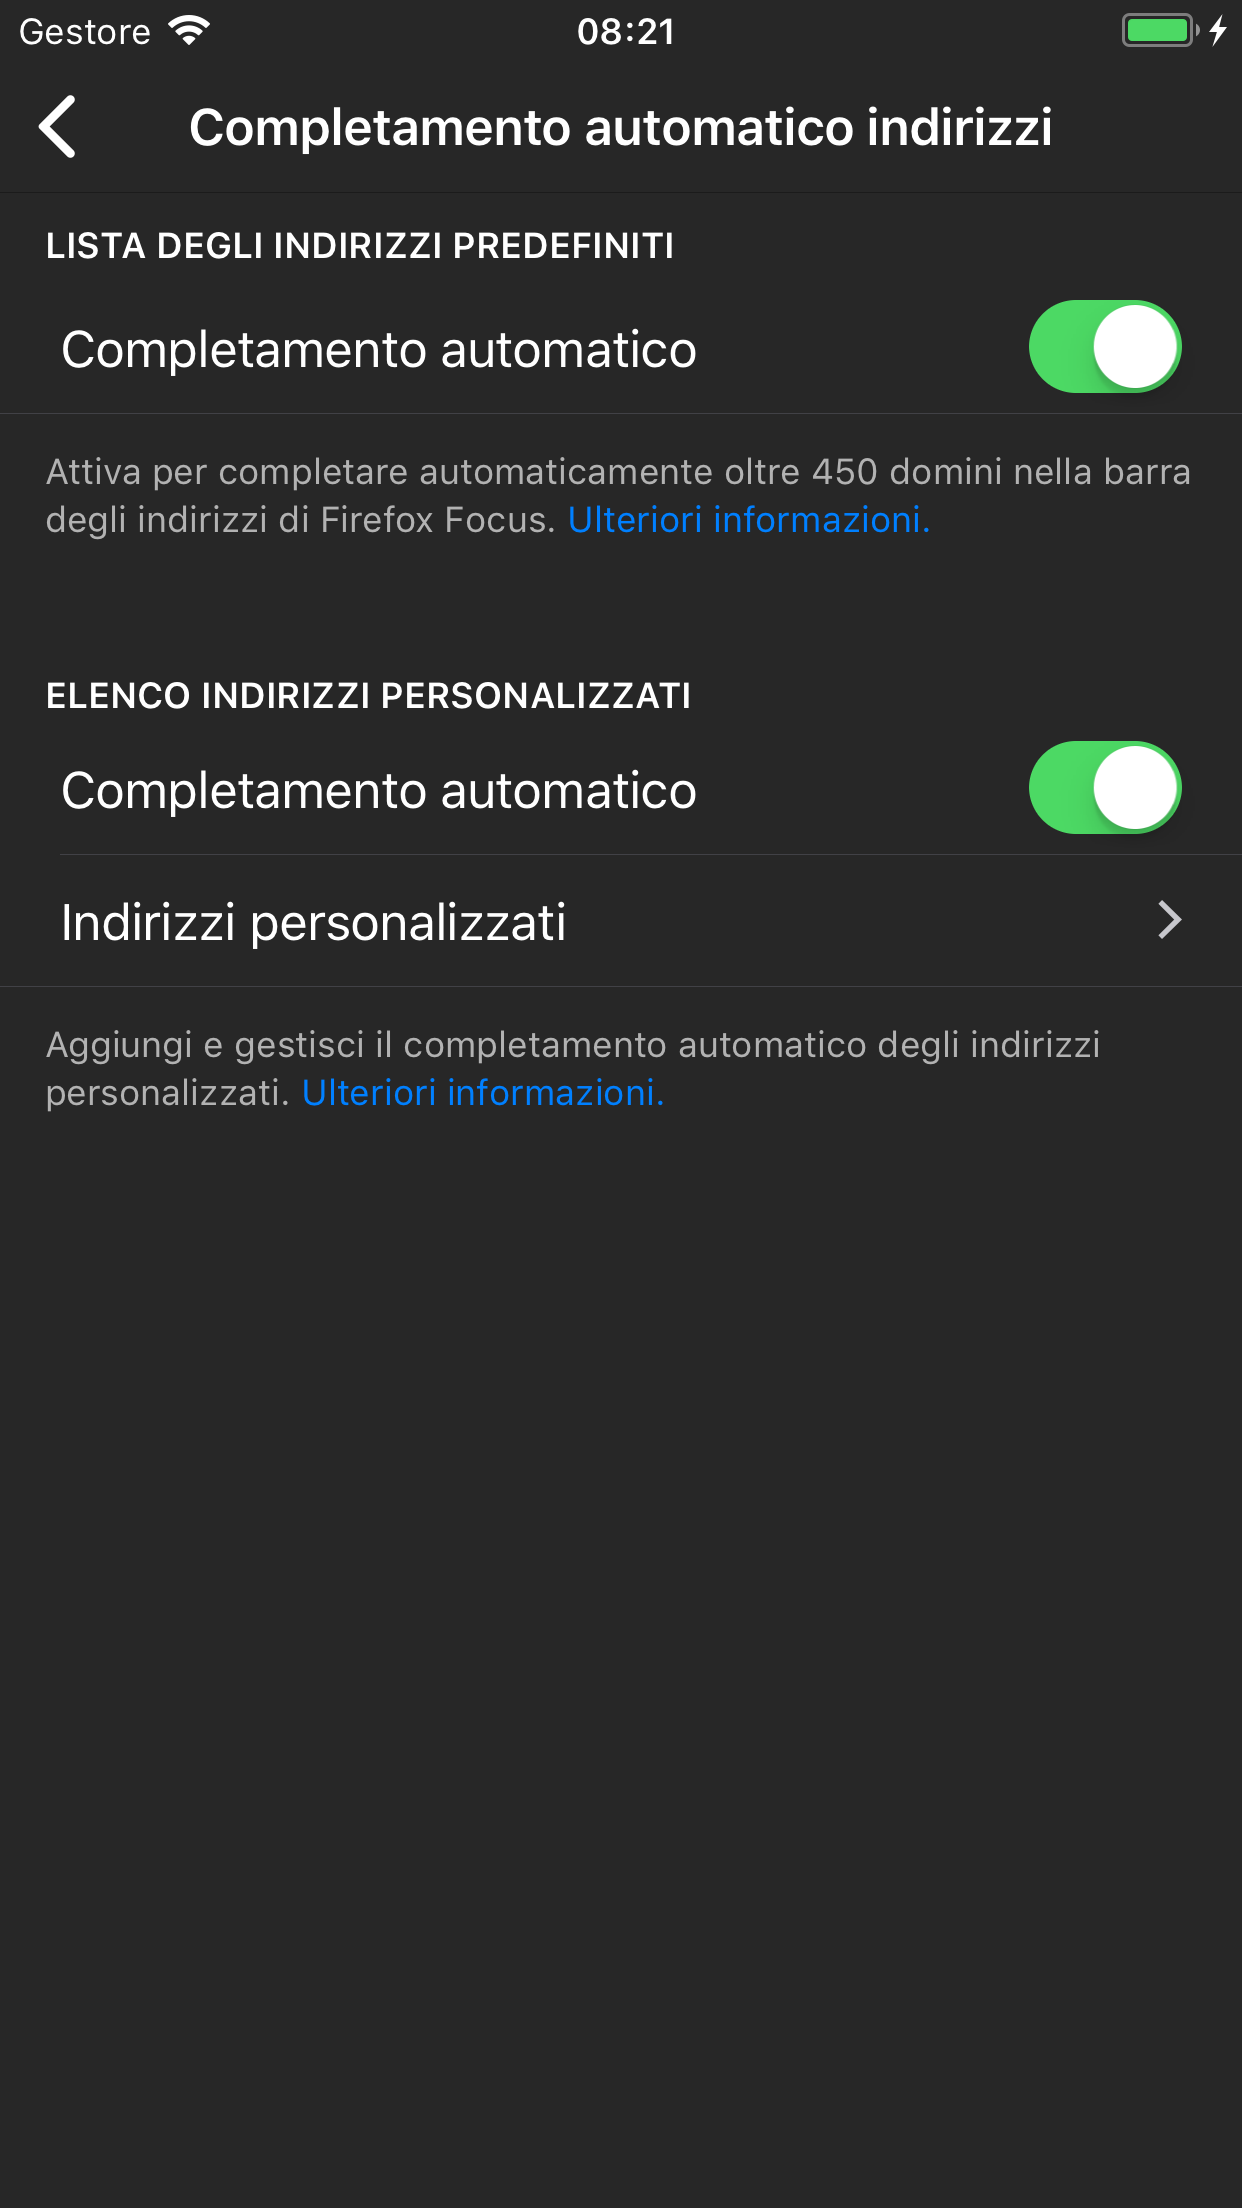 Gestore 08:21
Completamento automatico indirizzi
LISTA DEGLI INDIRIZZI PREDEFINITI
Completamento automatico
Attiva per completare automaticamente oltre 450 domini nella barra
degli indirizzi di Firefox Focus. Ulteriori informazioni.
ELENCO INDIRIZZI PERSONALIZZATI
Completamento automatico
Indirizzi personalizzati
Aggiungi e gestisci il completamento automatico degli indirizzi
personalizzati. Ulteriori informazioni.